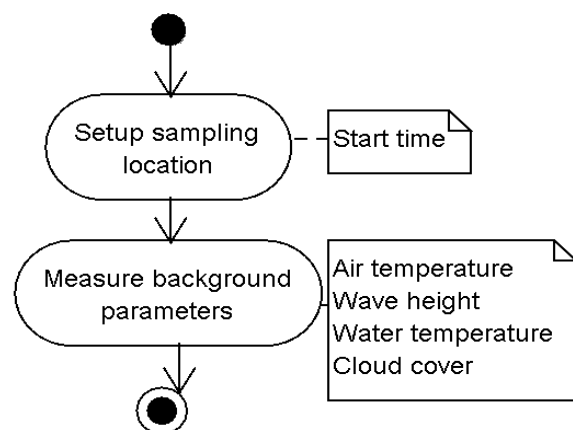 Setup sampling
location
Start time
Measure background
parameters
Air temperature
Wave height
Water temperature
Cloud cover